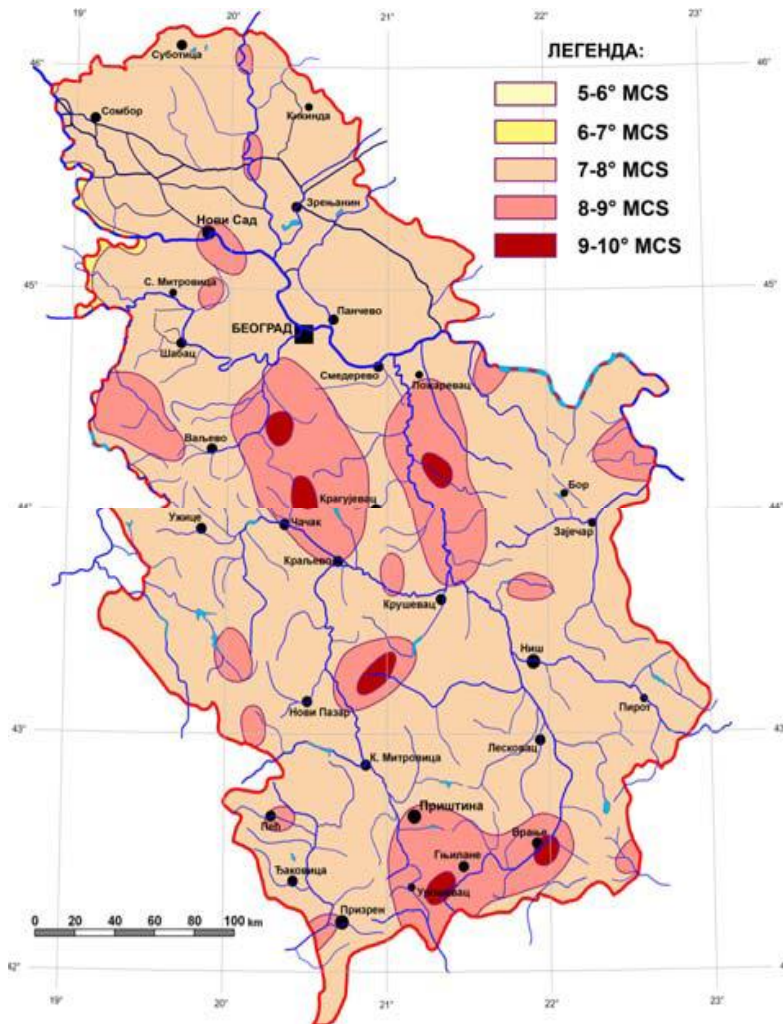 19°
20°
21°
22°
ЛЕГЕНДА:
46°
46°
5-6° MCS
6-7° MCS
7-8° MCS
8-9° MCS
9-10° MCS
Суботица
Сомбор
Кикинда
Нови Сад
Зрењанин
45°
45°
С. Митровица
Панчево
БЕОГРАД
Шабац
Смедерево
Пожаревац
Ваљево
Бор
44°
44°
Крагујевац
Ужице
Чачак
Зајечар
Краљево
Крушевац
Ниш
Нови Пазар
Пирот
43°
43°
Лесковац
К. Митровица
Приштина
Пећ
Врање
Гњилане
Ђаковица
Урошевац
Призрен
0 20 40 60 80 100 km
42°
42°
19°
20°
21°
22°
23°